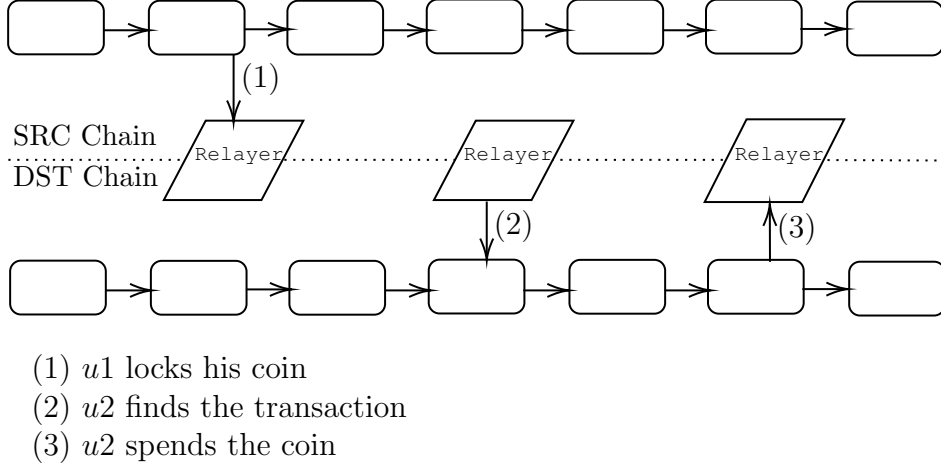 (1)
SRC Chain
Relayer Relayer Relayer
DST Chain
(2) (3)
(1) u1 locks his coin
(2) u2 finds the transaction
(3) u2 spends the coin